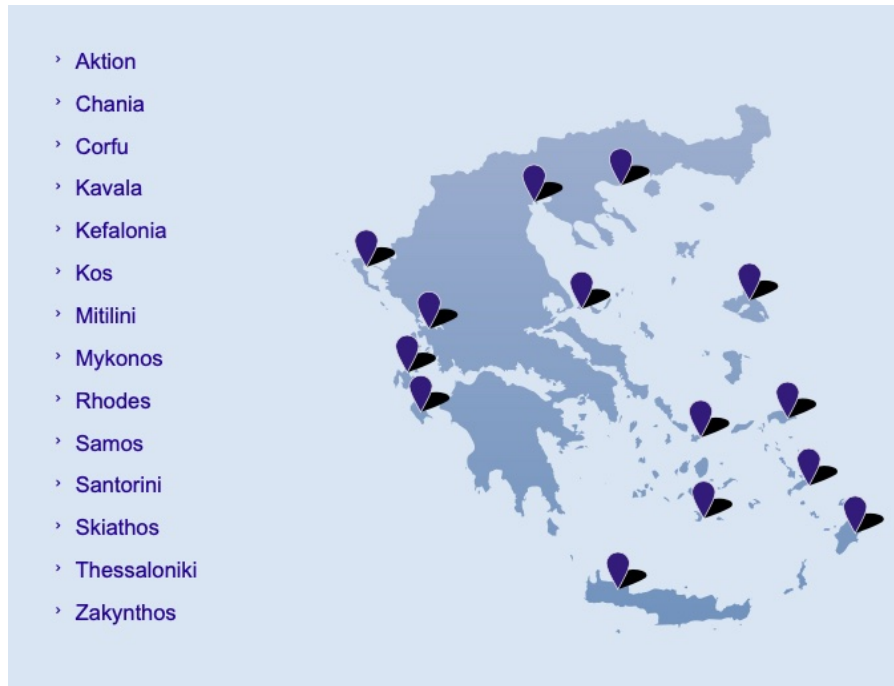 › Aktion
› Chania
› Corfu
› Kavala
› Kefalonia
› Kos
› Mitilini
› Mykonos
› Rhodes
› Samos
› Santorini
› Skiathos
› Thessaloniki
› Zakynthos